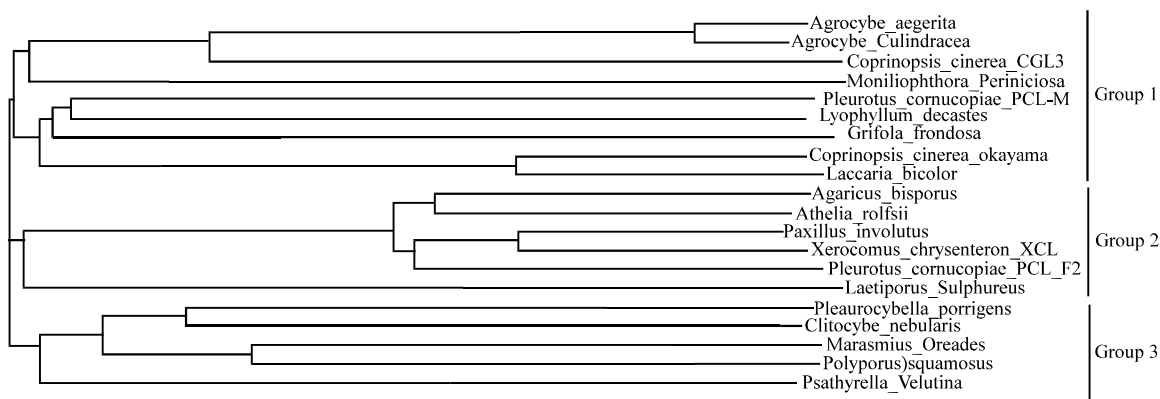 Agrocybe_aegerita
Agrocybe_Culindracea
Coprinopsis_cinerea_CGL3
Moniliophthora_Periniciosa
Pleurotus_cornucopiae_PCL-M
Lyophyllum_decastes
Grifola_frondosa
Coprinopsis_cinerea_okayama
Laccaria_bicolor
Group 1
Agaricus_bisporus
Athelia_rolfsii
Paxillus_involutus
Xerocomus_chrysenteron_XCL
Pleurotus_cornucopiae_PCL_F2
Laetiporus_Sulphureus
Group 2
Pleaurocybella_porrigens
Clitocybe_nebularis
Marasmius_Oreades
Polyporus)squamosus
Psathyrella_Velutina
Group 3